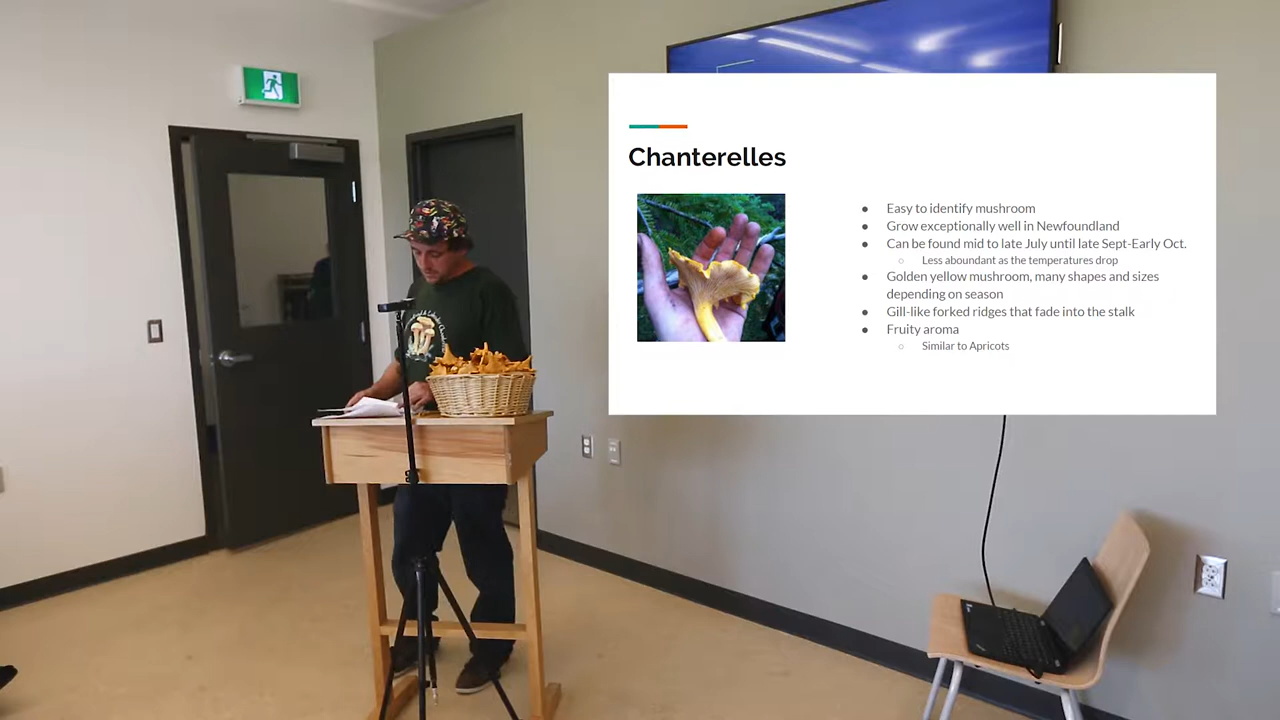 Chanterelles
● Easy to identify mushroom
● Grow exceptionally well in Newfoundland
● Can be found mid to late July until late Sept-Early Oct.
○ Less aboundant as the temperatures drop
● Golden yellow mushroom, many shapes and sizes
depending on season
● Gill-like forked ridges that fade into the stalk
● Fruity aroma
○ Similar to Apricots